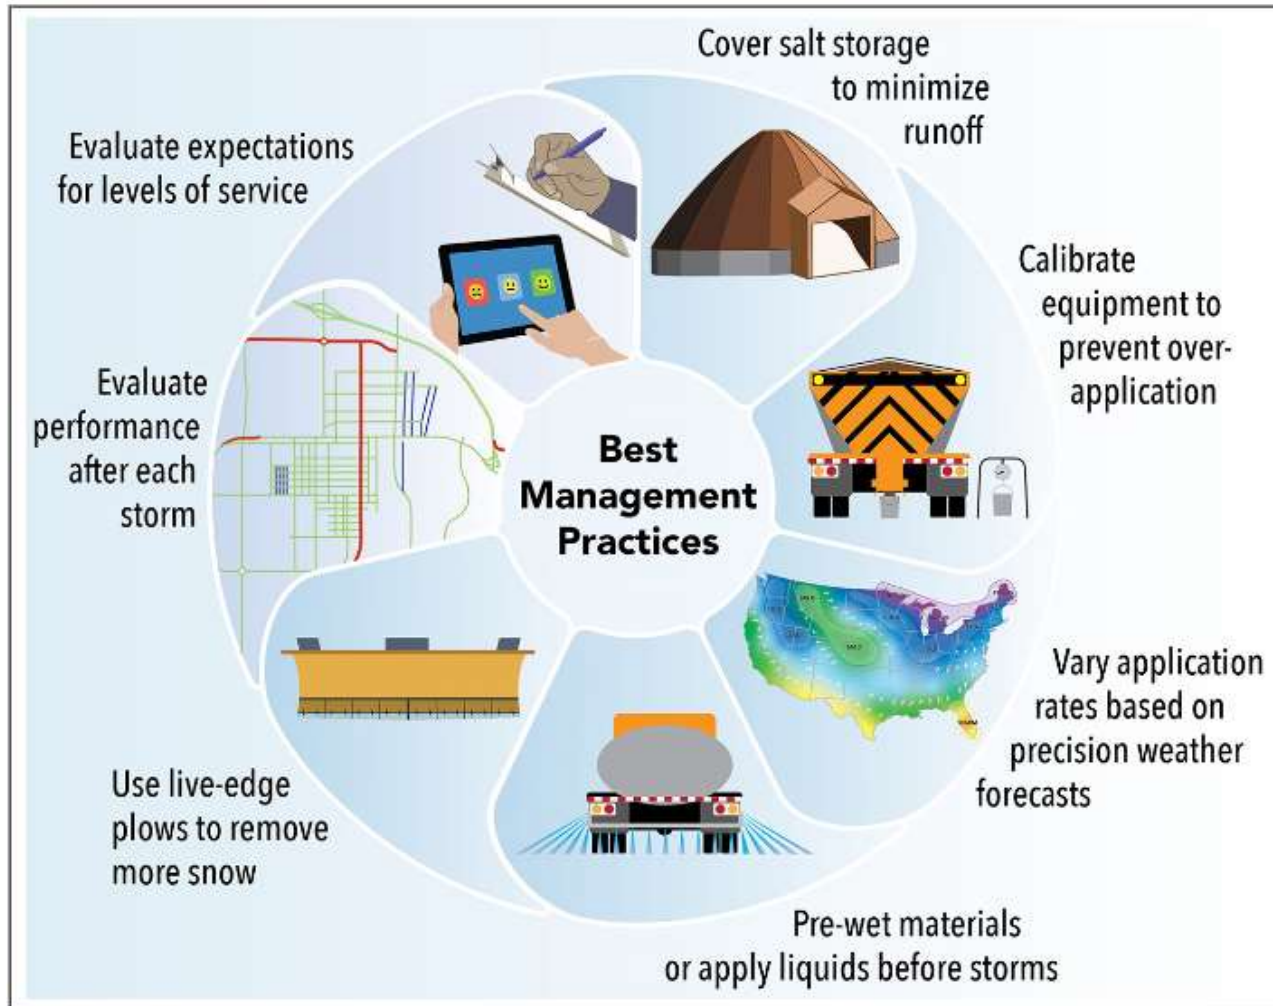 Cover salt storage
to minimize
runoff
Calibrate
equipment to
prevent over-
application
Vary application
rates based on
precision weather
forecasts
Pre-wet materials
or apply liquids before storms
Use live-edge
plows to remove
more snow
Evaluate
performance
after each
storm
Evaluate expectations
for levels of service
Best
Management
Practices